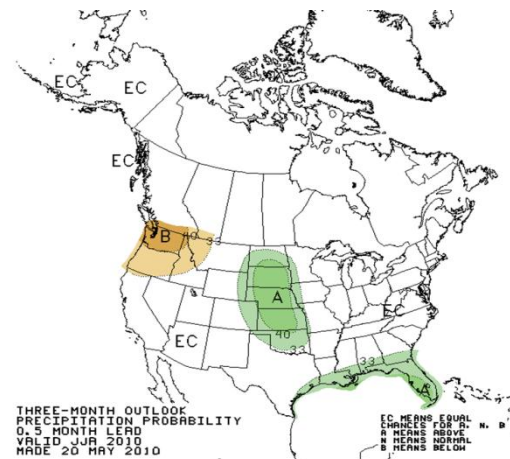 EC
EC
EC
B
40
33
A
40
33
EC
EC
33
A
THREE-MONTH OUTLOOK
PRECIPITATION PROBABILITY
0.5 MONTH LEAD
VALID JJA 2010
MADE 20 MAY 2010
EC MEANS EQUAL
CHANCES FOR A, N, B
A MEANS ABOVE
N MEANS NORMAL
B MEANS BELOW